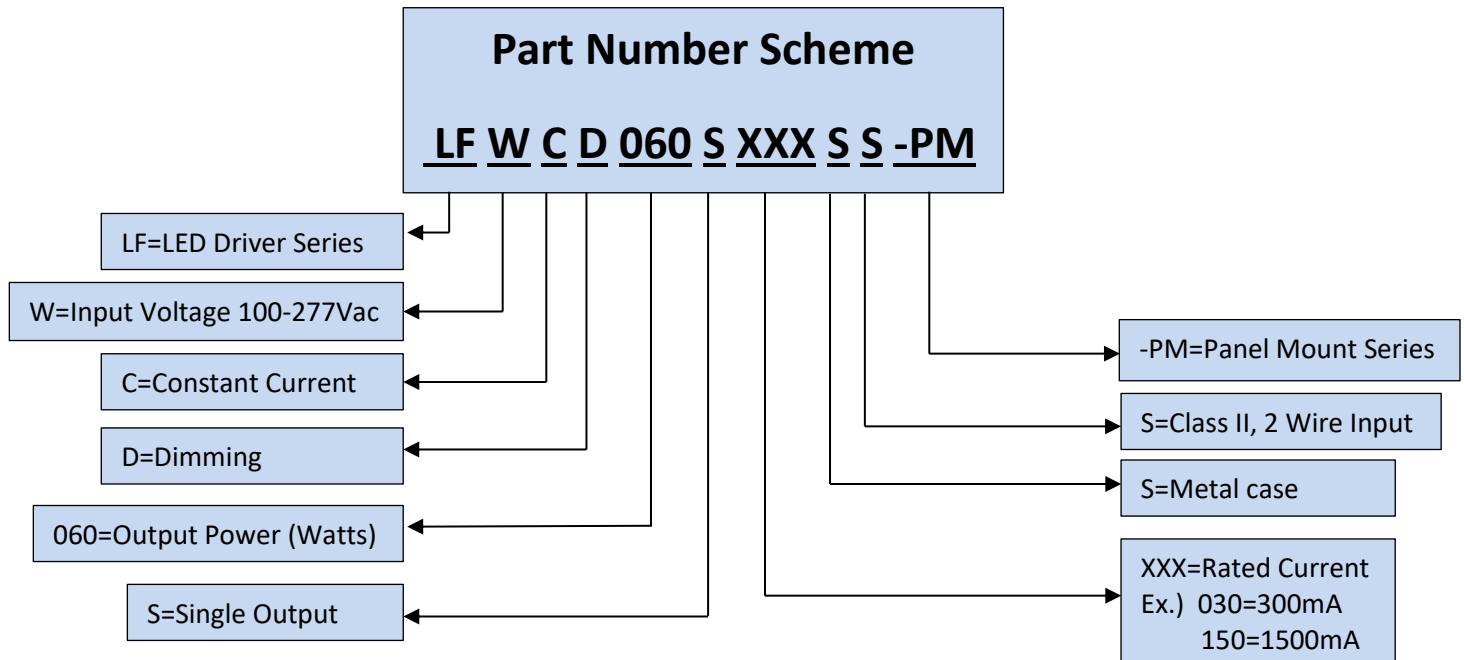 Part Number Scheme
LF W C D 060 S XXX S S -PM
LF=LED Driver Series
W=Input Voltage 100-277Vac
C=Constant Current
D=Dimming
060=Output Power (Watts)
S=Single Output
-PM=Panel Mount Series
S=Class II, 2 Wire Input
S=Metal case
XXX=Rated Current
Ex.) 030=300mA
150=1500mA